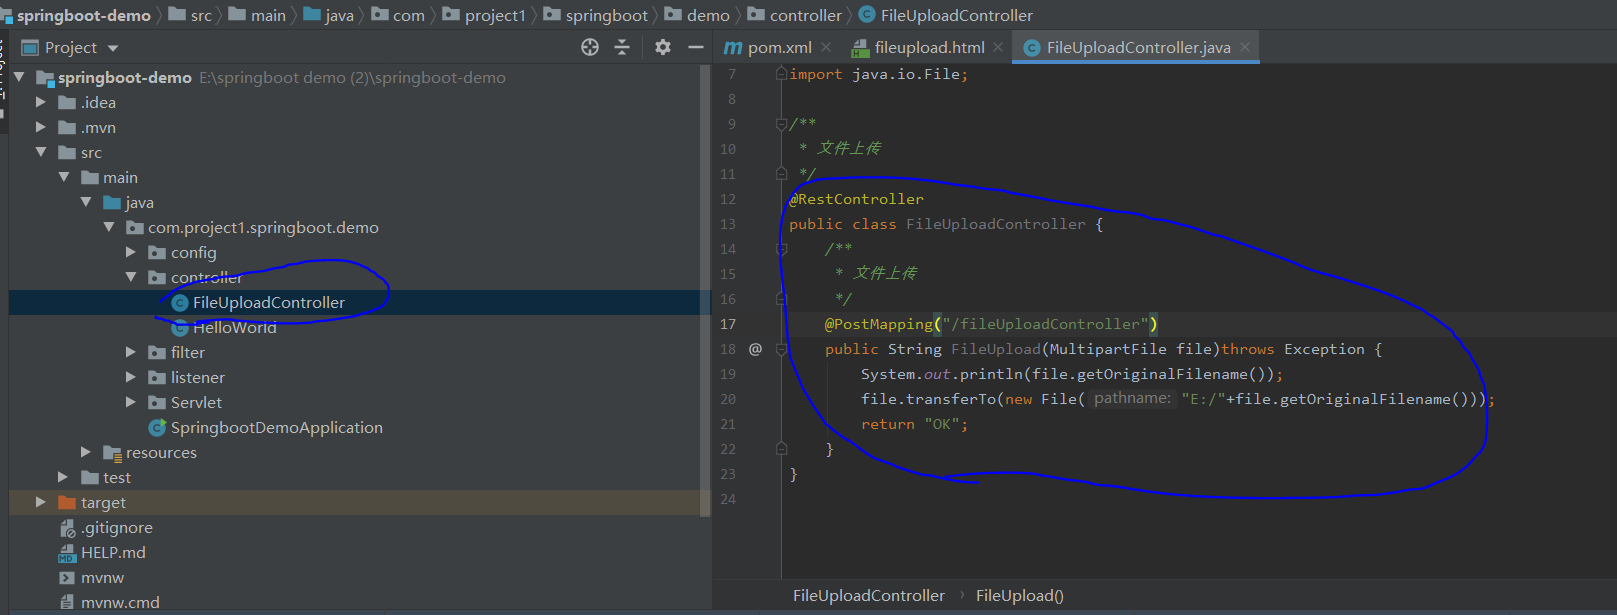 springboot-demo src main java com project1 springboot demo controller FileUploadController
Project
pom.xml fileupload.html FileUploadController.java
springboot-demo E:\springboot demo (2)\springboot-demo
.idea
.mvn
src
main
java
com.project1.springboot.demo
config
controller
FileUploadController
HelloWorld
filter
listener
Servlet
SpringbootDemoApplication
resources
test
target
.gitignore
HELP.md
mvnw
mvnw.cmd
7 import java.io.File;
8
9 /**
10 * 文件上传
11 */
12 @RestController
13 public class FileUploadController {
14 /**
15 * 文件上传
16 */
17 @PostMapping("/fileUploadController")
18 @ public String FileUpload(MultipartFile file)throws Exception {
19 System.out.println(file.getOriginalFilename());
20 file.transferTo(new File( pathname: "E:/"+file.getOriginalFilename()));
21 return "OK";
22 }
23 }
24
FileUploadController FileUpload()